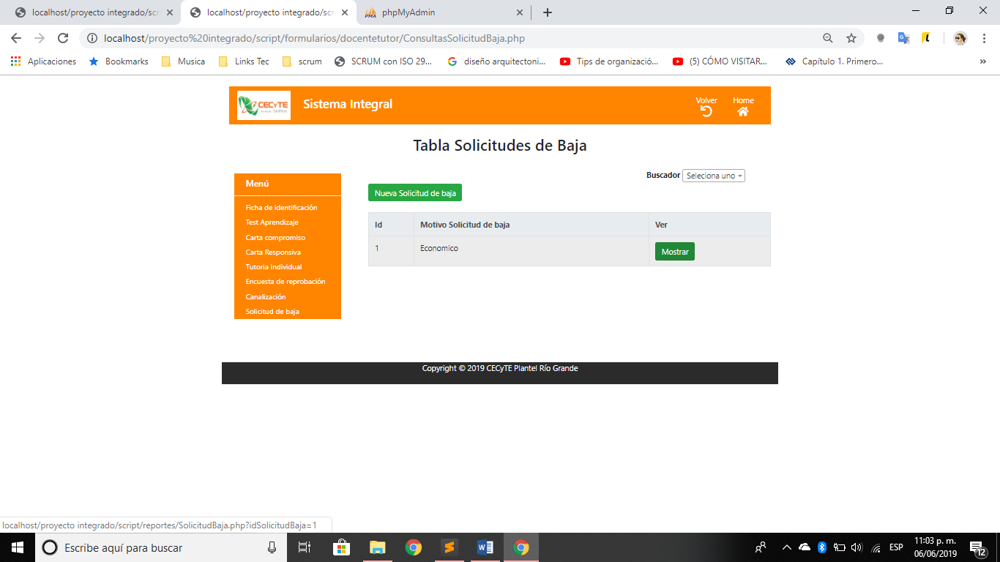 localhost/proyecto integrado/scr
localhost/proyecto integrado/scr
phpMyAdmin
localhost/proyecto%20integrado/script/formularios/docentetutor/ConsultasSolicitudBaja.php
Aplicaciones
Bookmarks
Musica
Links Tec
scrum
SCRUM con ISO 29...
diseño arquitectoni...
Tips de organizació...
(5) CÓMO VISITAR...
Capítulo 1. Primero...
»
CECyTE
Sistema Integral
Volver
Home
Tabla Solicitudes de Baja
Buscador Seleciona uno
Menú
Ficha de identificación
Test Aprendizaje
Carta compromiso
Carta Responsiva
Tutoria Individual
Encuesta de reprobación
Canalización
Solicitud de baja
Nueva Solicitud de baja
Id Motivo Solicitud de baja Ver
1 Economico Mostrar
Copyright © 2019 CECyTE Plantel Río Grande
localhost/proyecto integrado/script/reportes/SolicitudBaja.php?idSolicitudBaja=1
Escribe aquí para buscar
ESP
11:03 p. m.
06/06/2019
12